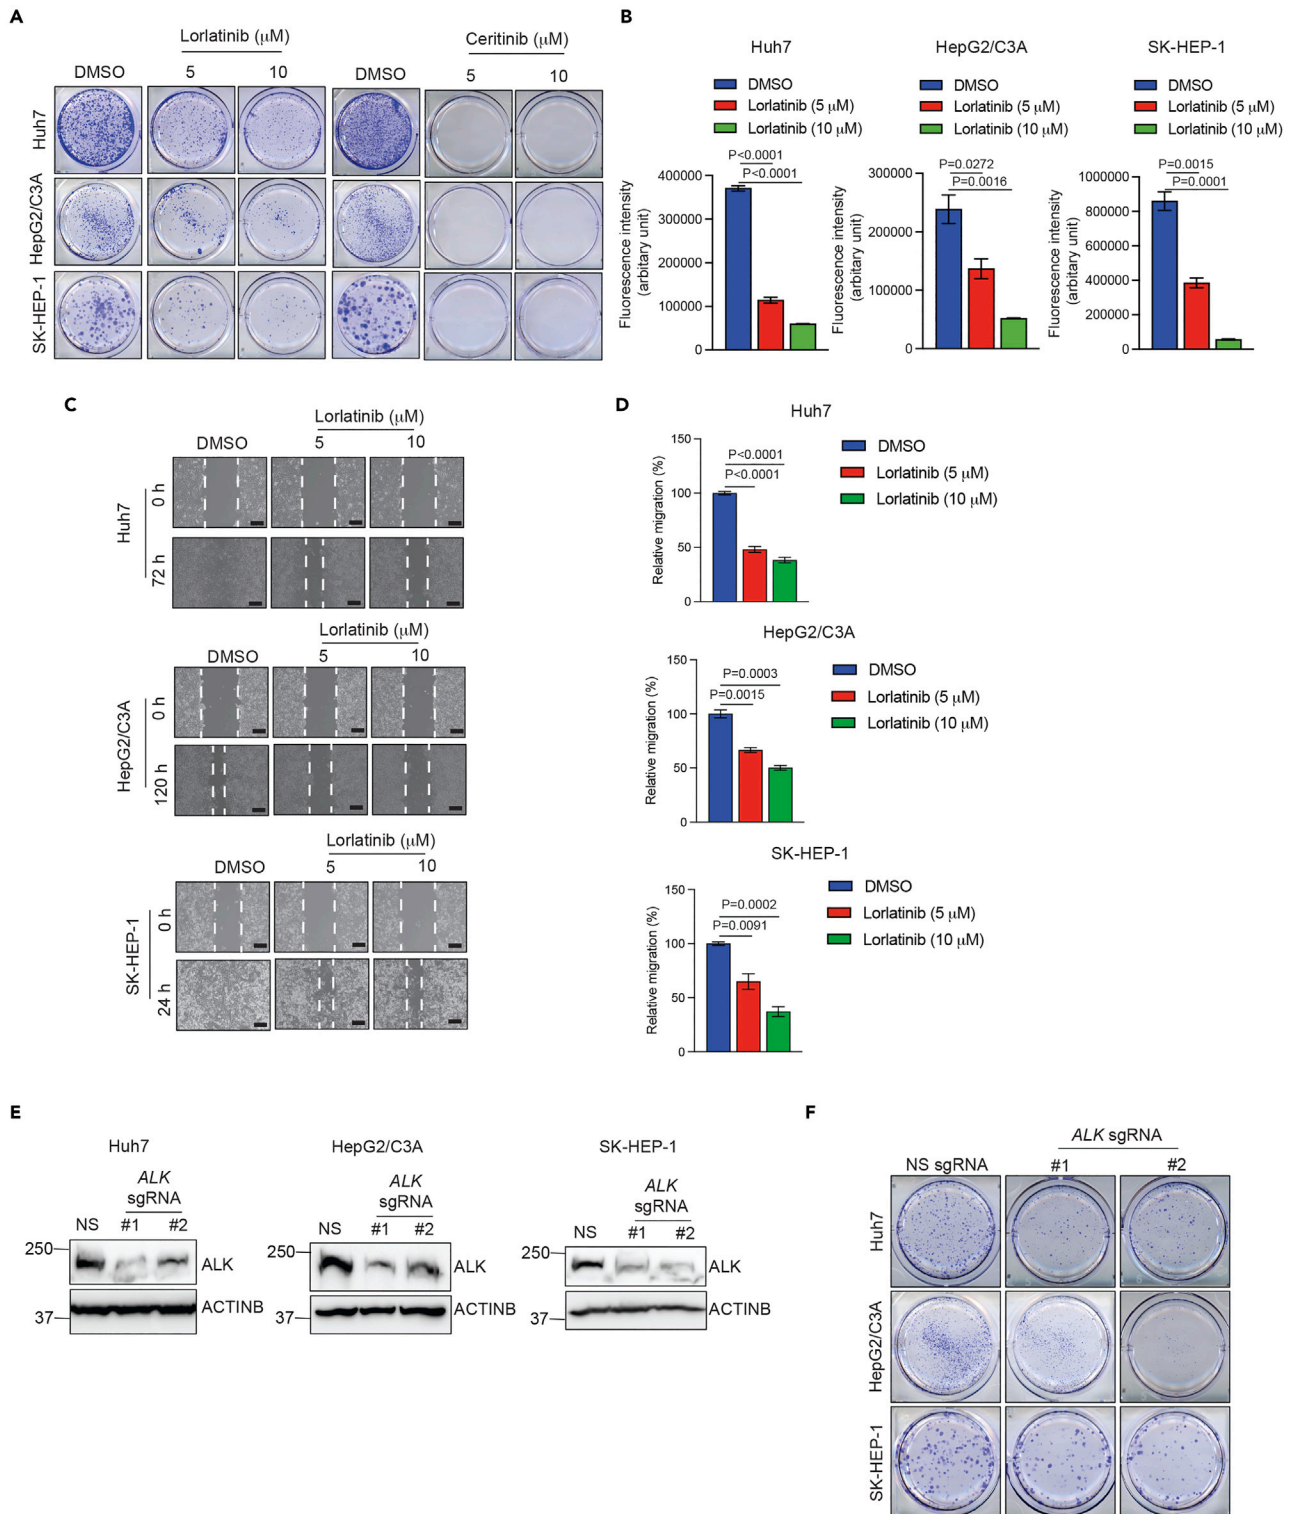 A
Lorlatinib (μM)
Ceritinib (μM)
DMSO
5
10
DMSO
5
10
Huh7
HepG2/C3A
SK-HEP-1
B
Huh7
DMSO
Lorlatinib (5 μM)
Lorlatinib (10 μM)
P<0.0001
P<0.0001
Fluorescence intensity
(arbitary unit)
400000
300000
200000
100000
0
HepG2/C3A
DMSO
Lorlatinib (5 μM)
Lorlatinib (10 μM)
P=0.0272
P=0.0016
Fluorescence intensity
(arbitary unit)
300000
200000
100000
0
SK-HEP-1
DMSO
Lorlatinib (5 μM)
Lorlatinib (10 μM)
P=0.0015
P=0.0001
Fluorescence intensity
(arbitary unit)
1000000
800000
600000
400000
200000
0
C
Lorlatinib (μM)
DMSO
5
10
Huh7
0 h
72 h
Lorlatinib (μM)
DMSO
5
10
HepG2/C3A
0 h
120 h
Lorlatinib (μM)
DMSO
5
10
SK-HEP-1
0 h
24 h
D
Huh7
DMSO
Lorlatinib (5 μM)
Lorlatinib (10 μM)
P<0.0001
P<0.0001
Relative migration (%)
150
100
50
0
HepG2/C3A
DMSO
Lorlatinib (5 μM)
Lorlatinib (10 μM)
P=0.0003
P=0.0015
Relative migration (%)
150
100
50
0
SK-HEP-1
DMSO
Lorlatinib (5 μM)
Lorlatinib (10 μM)
P=0.0002
P=0.0091
Relative migration (%)
150
100
50
0
E
Huh7
ALK
sgRNA
NS #1 #2
250
ALK
37
ACTINB
HepG2/C3A
ALK
sgRNA
NS #1 #2
250
ALK
37
ACTINB
SK-HEP-1
ALK
sgRNA
NS #1 #2
250
ALK
37
ACTINB
F
ALK sgRNA
NS sgRNA
#1
#2
Huh7
HepG2/C3A
SK-HEP-1